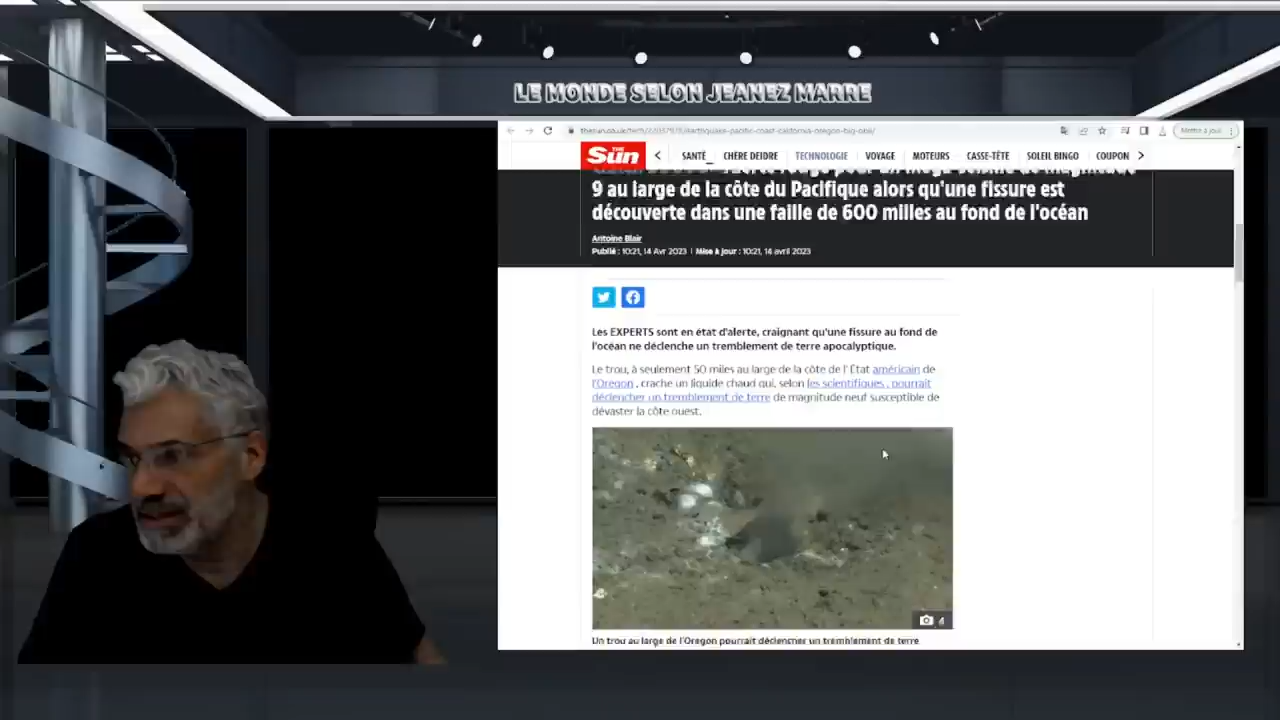 LE MONDE SELON JEANEZ MARRE
Mettre à jour
THE Sun
SANTÉ CHÈRE DEIDRE TECHNOLOGIE VOYAGE MOTEURS CASSE-TÊTE SOLEIL BINGO COUPON
9 au large de la côte du Pacifique alors qu'une fissure est
découverte dans une faille de 600 milles au fond de l'océan
Antoine Blair
Publié : 10:21, 14 Avr 2023 | Mise à jour : 10:21, 14 avril 2023
Les EXPERTS sont en état d'alerte, craignant qu'une fissure au fond de
l'océan ne déclenche un tremblement de terre apocalyptique.
Le trou, à seulement 50 miles au large de la côte de l' État américain de
l'Oregon , crache un liquide chaud qui, selon les scientifiques , pourrait
déclencher un tremblement de terre de magnitude neuf susceptible de
dévaster la côte ouest.
4
Un trou au large de l'Oregon pourrait déclencher un tremblement de terre